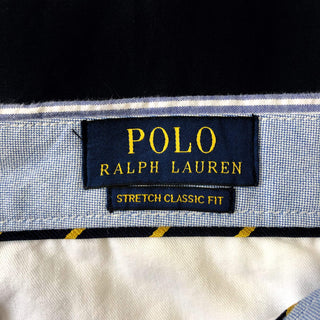 POLO
RALPH LAUREN
STRETCH CLASSIC FIT